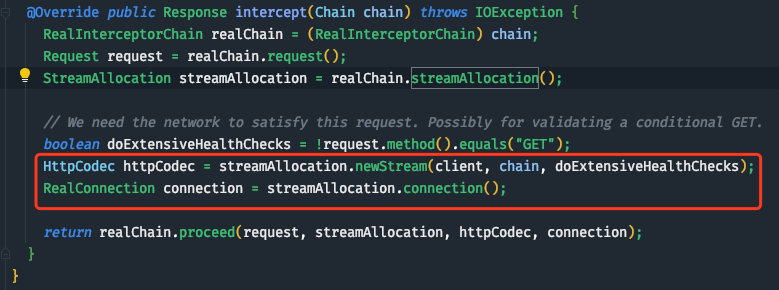 @Override public Response intercept(Chain chain) throws IOException {
RealInterceptorChain realChain = (RealInterceptorChain) chain;
Request request = realChain.request();
StreamAllocation streamAllocation = realChain.streamAllocation();
// We need the network to satisfy this request. Possibly for validating a conditional GET.
boolean doExtensiveHealthChecks = !request.method().equals("GET");
HttpCodec httpCodec = streamAllocation.newStream(client, chain, doExtensiveHealthChecks);
RealConnection connection = streamAllocation.connection();
return realChain.proceed(request, streamAllocation, httpCodec, connection);
}
}